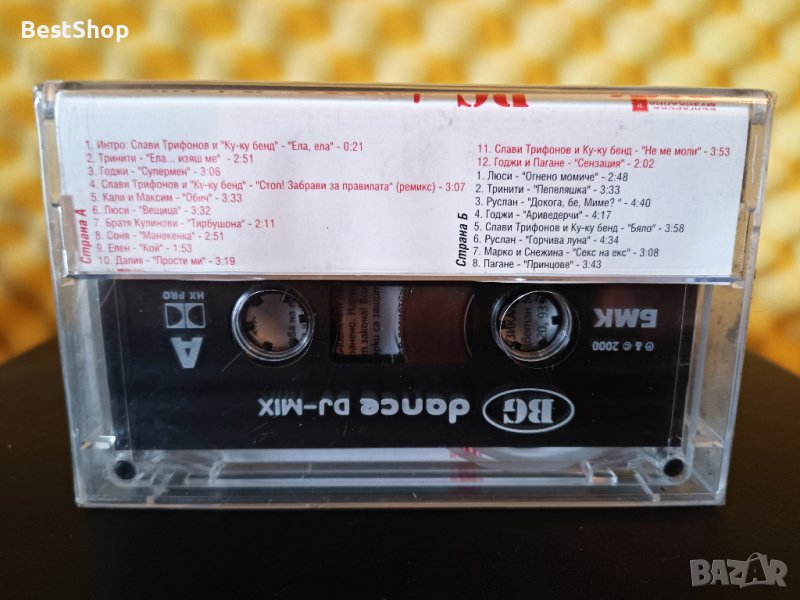 BestShop
BG
БЪЛГАРСКА
МУЗИКАЛНА
Страна А
1. Интро: Слави Трифонов и "Ку-ку бенд" - "Ела, ела" - 0:21
2. Тринити - "Ела... изяш ме" - 2:51
3. Годжи - "Супермен" - 3:06
4. Слави Трифонов и "Ку-ку бенд" - "Стоп! Забрави за правилата" (ремикс) - 3:07
5. Кали и Максим - "Обич" - 3:33
6. Люси - "Вещица" - 3:32
7. Братя Кулинови - "Тирбушона" - 2:11
8. Соня - "Манекенка" - 2:51
9. Елен - "Кой" - 1:53
10. Далия - "Прости ми" - 3:19
11. Слави Трифонов и Ку-ку бенд - "Не ме моли" - 3:53
12. Годжи и Пагане - "Сензация" - 2:02
Страна Б
1. Люси - "Огнено момиче" - 2:48
2. Тринити - "Пепеляшка" - 3:33
3. Руслан - "Докога, бе, Миме?" - 4:40
4. Годжи - "Ариведерчи" - 4:17
5. Слави Трифонов и Ку-ку бенд - "Бяло" - 3:58
6. Руслан - "Горчива луна" - 4:34
7. Марко и Снежина - "Секс на екс" - 3:08
8. Пагане - "Принцове" - 3:43
HX PRO
A
БМК
℗ & © 2000
BG dance DJ-MIX
BAZAR